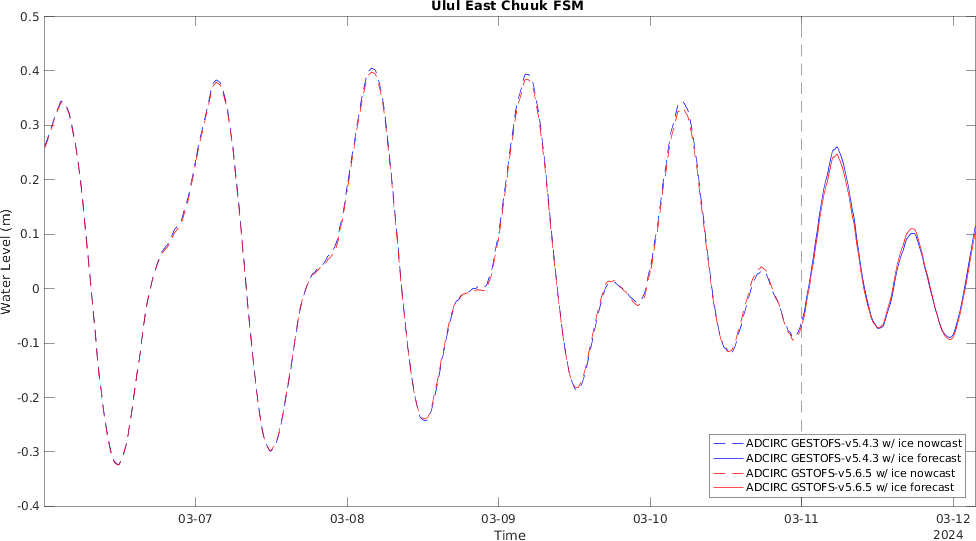 Ulul East Chuuk FSM
0.5
0.4
0.3
0.2
0.1
0
-0.1
-0.2
-0.3
-0.4
Water Level (m)
03-07 03-08 03-09 03-10 03-11 03-12
2024
Time
ADCIRC GESTOFS-v5.4.3 w/ ice nowcast
ADCIRC GESTOFS-v5.4.3 w/ ice forecast
ADCIRC GSTOFS-v5.6.5 w/ ice nowcast
ADCIRC GSTOFS-v5.6.5 w/ ice forecast